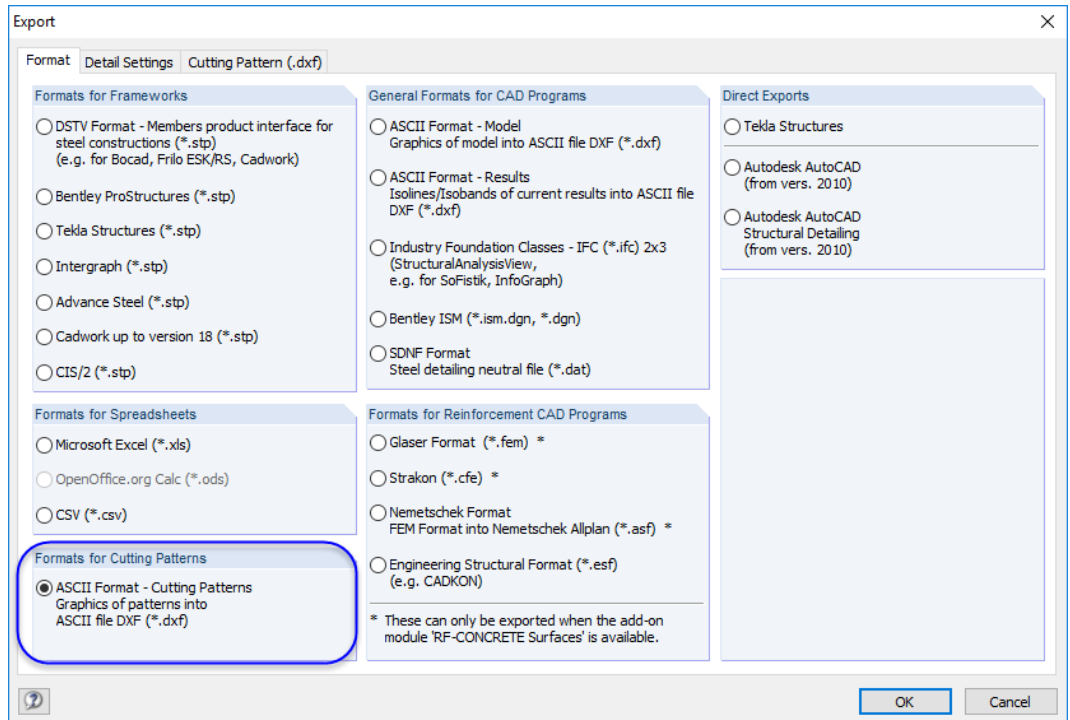 Export
Format
Detail Settings
Cutting Pattern (.dxf)
Formats for Frameworks
DSTV Format - Members product interface for
steel constructions (*.stp)
(e.g. for Bocad, Frilo ESK/RS, Cadwork)
Bentley ProStructures (*.stp)
Tekla Structures (*.stp)
Intergraph (*.stp)
Advance Steel (*.stp)
Cadwork up to version 18 (*.stp)
CIS/2 (*.stp)
Formats for Spreadsheets
Microsoft Excel (*.xls)
OpenOffice.org Calc (*.ods)
CSV (*.csv)
Formats for Cutting Patterns
ASCII Format - Cutting Patterns
Graphics of patterns into
ASCII file DXF (*.dxf)
General Formats for CAD Programs
ASCII Format - Model
Graphics of model into ASCII file DXF (*.dxf)
ASCII Format - Results
Isolines/Isobands of current results into ASCII file
DXF (*.dxf)
Industry Foundation Classes - IFC (*.ifc) 2x3
(StructuralAnalysisView,
e.g. for SoFistik, InfoGraph)
Bentley ISM (*.ism.dgn, *.dgn)
SDNF Format
Steel detailing neutral file (*.dat)
Formats for Reinforcement CAD Programs
Glaser Format (*.fem) *
Strakon (*.cfe) *
Nemetschek Format
FEM Format into Nemetschek Allplan (*.asf) *
Engineering Structural Format (*.esf)
(e.g. CADKON)
* These can only be exported when the add-on
module 'RF-CONCRETE Surfaces' is available.
Direct Exports
Tekla Structures
Autodesk AutoCAD
(from vers. 2010)
Autodesk AutoCAD
Structural Detailing
(from vers. 2010)
OK
Cancel